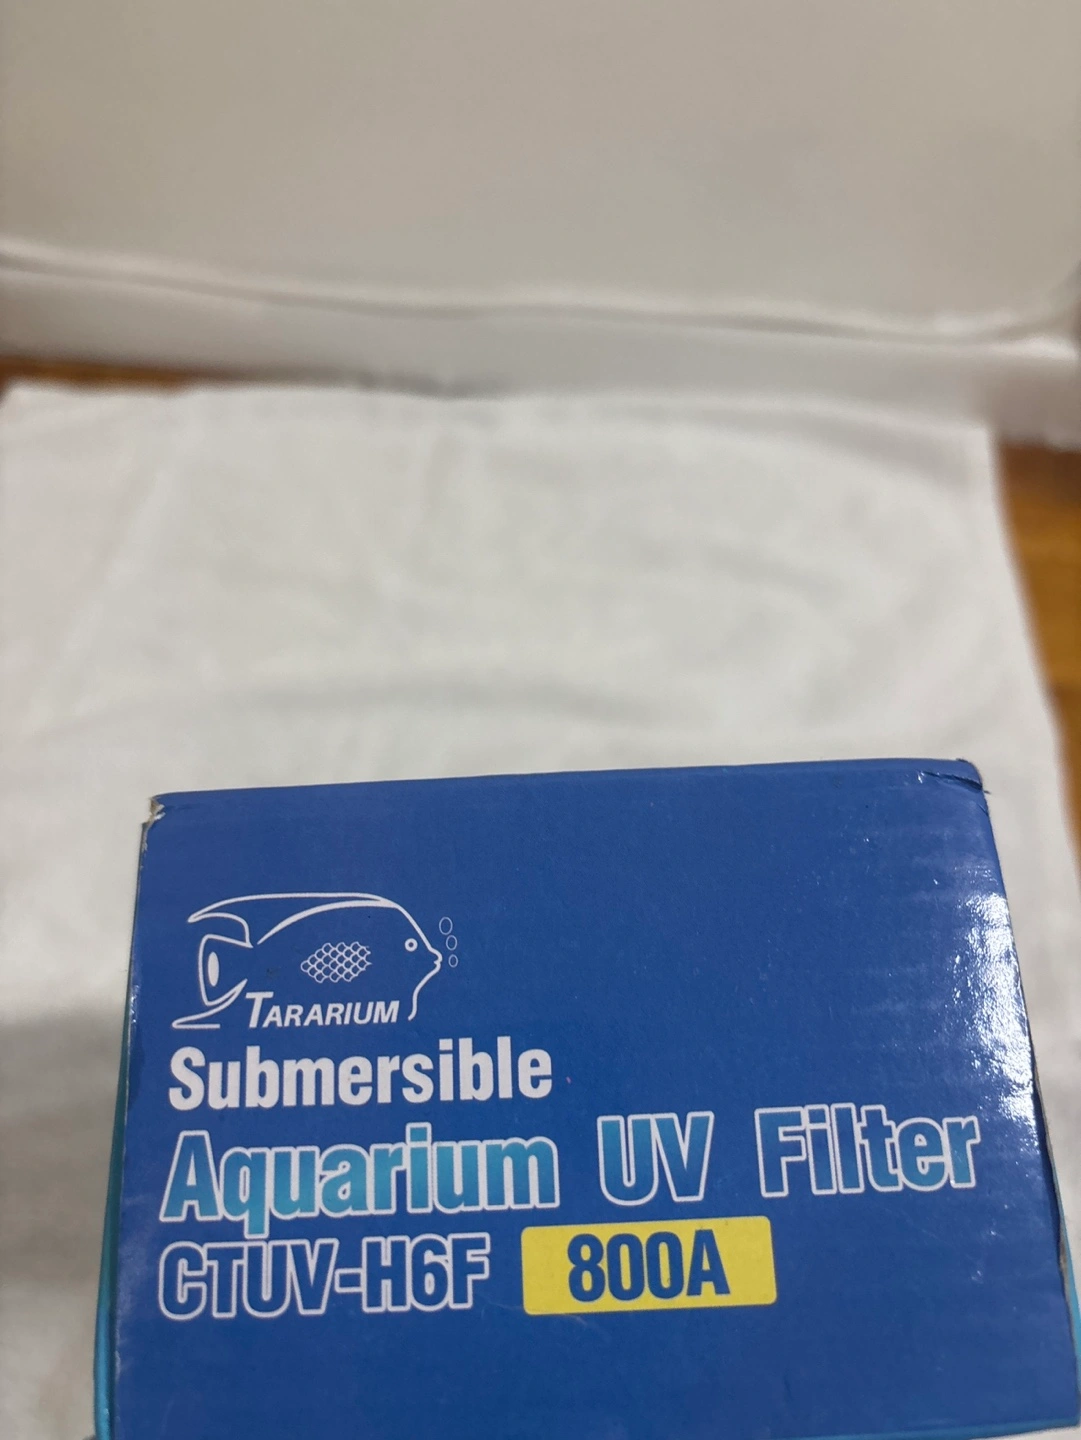 TARARIUM
Submersible
Aquarium UV Filter
CTUV-H6F 800A